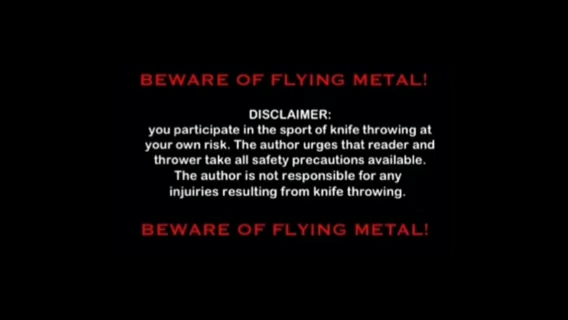 BEWARE OF FLYING METAL!
DISCLAIMER:
you participate in the sport of knife throwing at
your own risk. The author urges that reader and
thrower take all safety precautions available.
The author is not responsible for any
injuiries resulting from knife throwing.
BEWARE OF FLYING METAL!